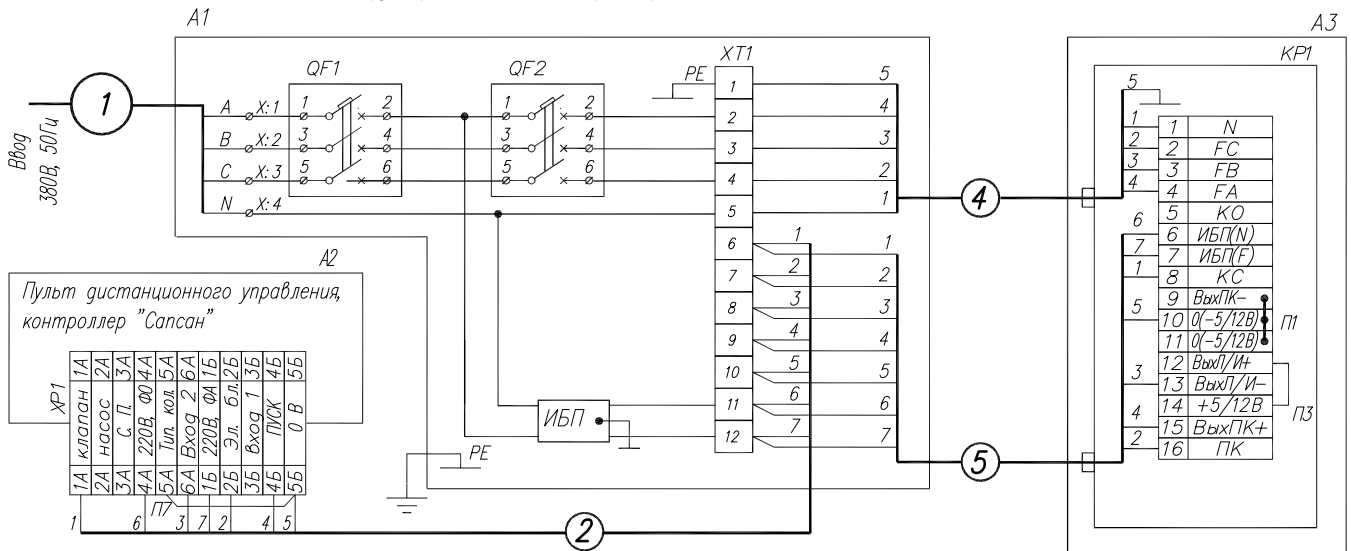 A1
A3
Ввод
380В, 50Гц
1
QF1
QF2
XT1
KP1
A X:1
B X:2
C X:3
N X:4
1 2
3 4
5 6
1 2
3 4
5 6
PE
1
2
3
4
5
6
7
8
9
10
11
12
5
4
3
2
1
1
2
3
4
5
6
7
1
2
3
4
5
6
7
4
5
5
1
2
3
4
6
7
1
5
3
4
2
1 N
2 FC
3 FB
4 FA
5 KO
6 ИБП(N)
7 ИБП(F)
8 KC
9 ВыхПК-
10 0(-5/12В)
11 0(-5/12В)
12 ВыхП/И+
13 ВыхП/И-
14 +5/12В
15 ВыхПК+
16 ПК
П1
П3
ИБП
PE
A2
Пульт дистанционного управления,
контроллер "Сапсан"
XP1
1А клапан 1А
2А насос 2А
3А С. П. 3А
4А 220В, Ф0 4А
5А Тип. кол. 5А
6А Вход 2 6А
1Б 220В, ФА 1Б
2Б Эл. бл. 2Б
3Б Вход 1 3Б
4Б ПУСК 4Б
5Б 0 В 5Б
П7
1 6 3 7 2 4 5
2